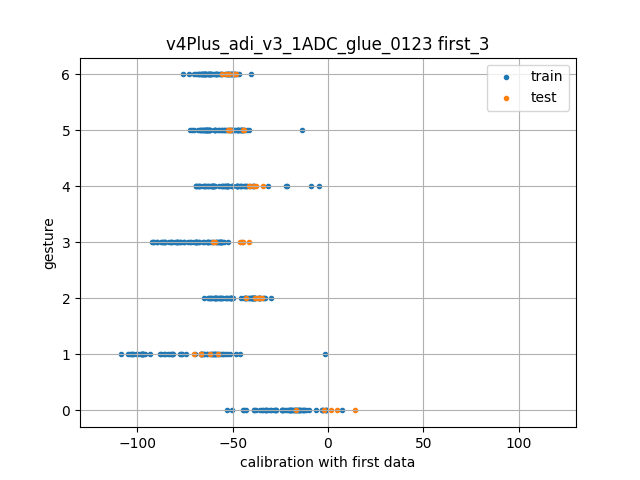 v4Plus_adi_v3_1ADC_glue_0123 first_3
train
test
6
5
4
3
2
1
0
gesture
−100 −50 0 50 100
calibration with first data